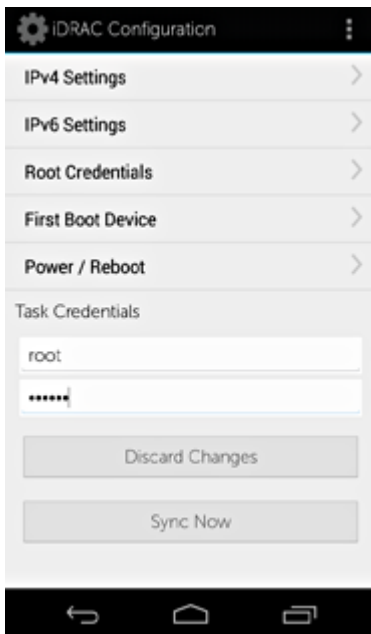 iDRAC Configuration
IPv4 Settings
IPv6 Settings
Root Credentials
First Boot Device
Power / Reboot
Task Credentials
root
••••••
Discard Changes
Sync Now